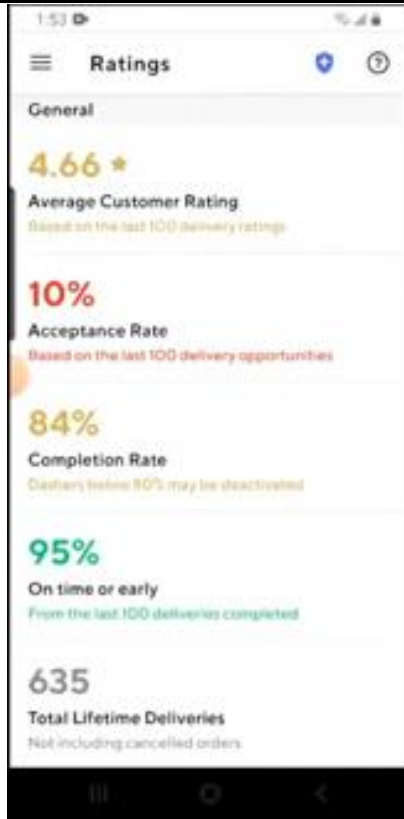 1:53
Ratings
General
4.66 ★
Average Customer Rating
Based on the last 100 delivery ratings
10%
Acceptance Rate
Based on the last 100 delivery opportunities
84%
Completion Rate
Dashers below 80% may be deactivated
95%
On time or early
From the last 100 deliveries completed
635
Total Lifetime Deliveries
Not including cancelled orders